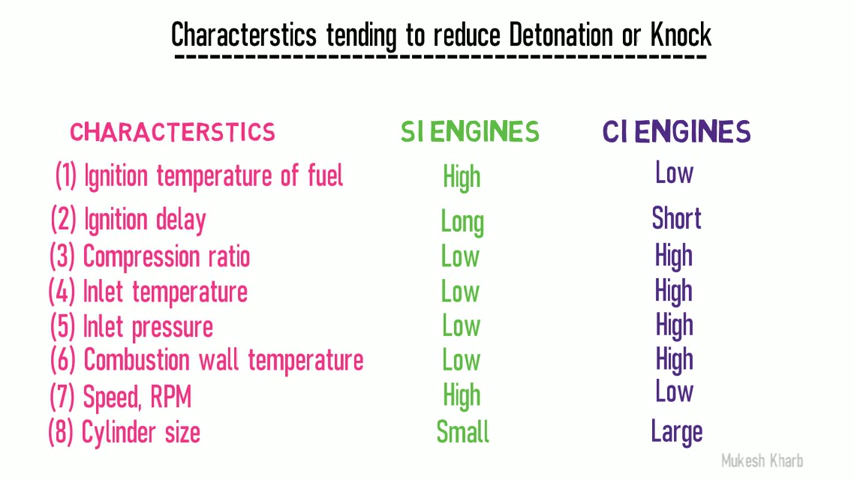 Characterstics tending to reduce Detonation or Knock
CHARACTERSTICS SI ENGINES CI ENGINES
(1) Ignition temperature of fuel High Low
(2) Ignition delay Long Short
(3) Compression ratio Low High
(4) Inlet temperature Low High
(5) Inlet pressure Low High
(6) Combustion wall temperature Low High
(7) Speed, RPM High Low
(8) Cylinder size Small Large
Mukesh Kharb